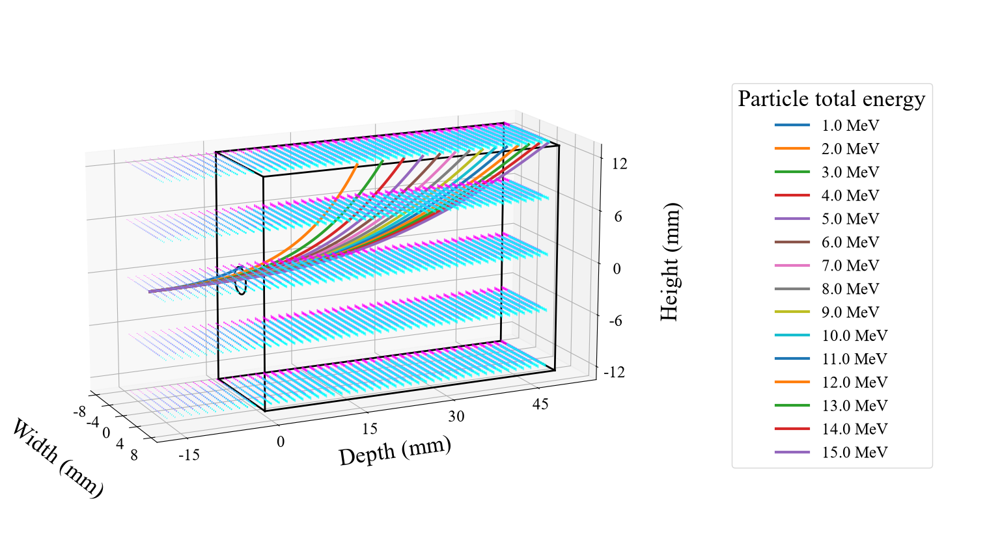 12
6
0
-6
-12
Height (mm)
-8
-4
0
4
8
Width (mm)
-15
0
15
30
45
Depth (mm)
Particle total energy
1.0 MeV
2.0 MeV
3.0 MeV
4.0 MeV
5.0 MeV
6.0 MeV
7.0 MeV
8.0 MeV
9.0 MeV
10.0 MeV
11.0 MeV
12.0 MeV
13.0 MeV
14.0 MeV
15.0 MeV